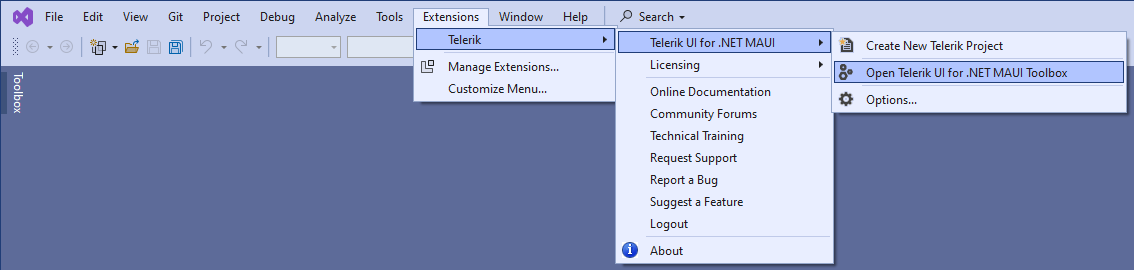 File Edit View Git Project Debug Analyze Tools Extensions Window Help Search
Telerik
Manage Extensions...
Customize Menu...
Telerik UI for .NET MAUI
Licensing
Online Documentation
Community Forums
Technical Training
Request Support
Report a Bug
Suggest a Feature
Logout
About
Create New Telerik Project
Open Telerik UI for .NET MAUI Toolbox
Options...
Toolbox